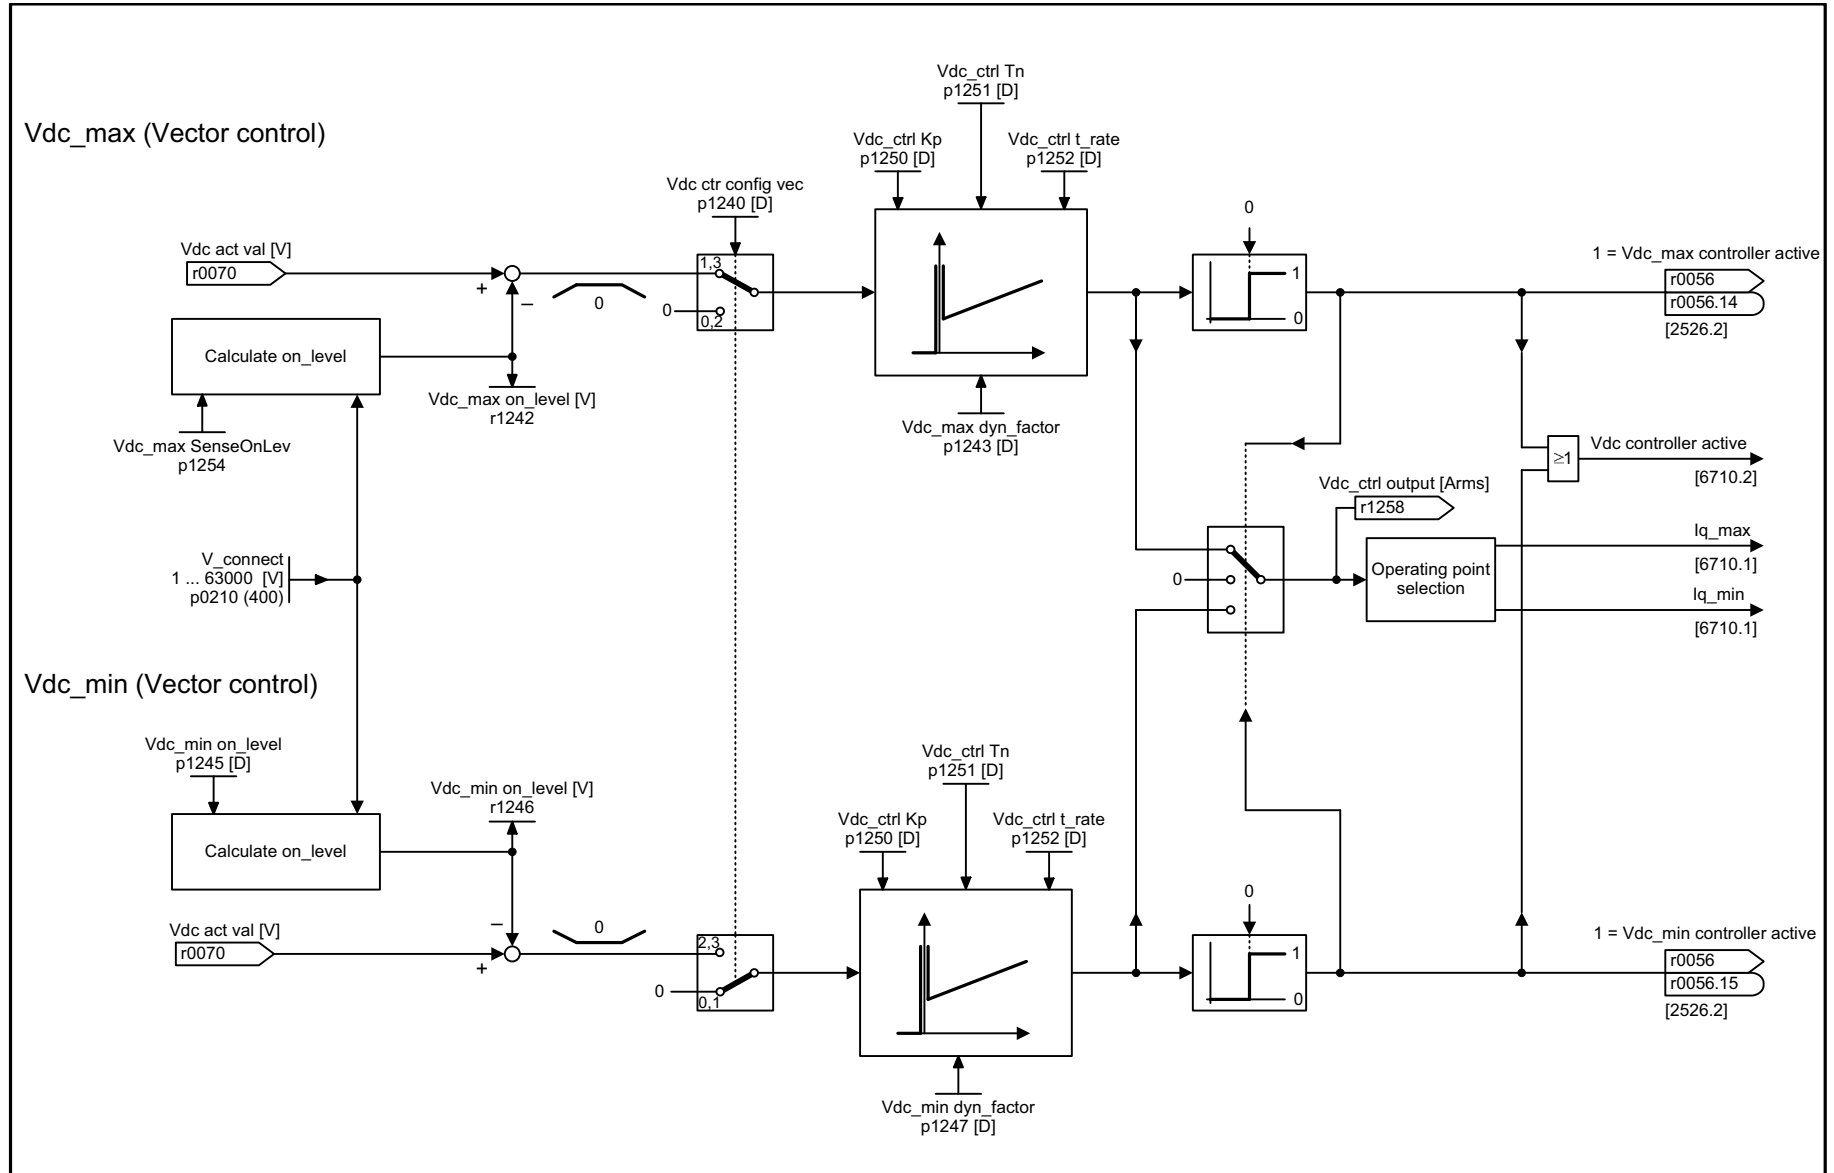 Vdc_max (Vector control)
Vdc_ctrl Tn
p1251 [D]
Vdc_ctrl Kp
p1250 [D]
Vdc_ctrl t_rate
p1252 [D]
Vdc ctr config vec
p1240 [D]
Vdc act val [V]
r0070
+
–
0
1,3
0
0,2
0
1
0
1 = Vdc_max controller active
r0056
r0056.14
[2526.2]
Calculate on_level
Vdc_max on_level [V]
r1242
Vdc_max SenseOnLev
p1254
Vdc_max dyn_factor
p1243 [D]
≥1
Vdc controller active
[6710.2]
Vdc_ctrl output [Arms]
r1258
V_connect
1 ... 63000 [V]
p0210 (400)
0
Operating point
selection
Iq_max
[6710.1]
Iq_min
[6710.1]
Vdc_min (Vector control)
Vdc_min on_level
p1245 [D]
Vdc_min on_level [V]
r1246
Vdc_ctrl Tn
p1251 [D]
Vdc_ctrl Kp
p1250 [D]
Vdc_ctrl t_rate
p1252 [D]
Calculate on_level
Vdc act val [V]
r0070
+
–
0
2,3
0
0,1
0
1
0
1 = Vdc_min controller active
r0056
r0056.15
[2526.2]
Vdc_min dyn_factor
p1247 [D]